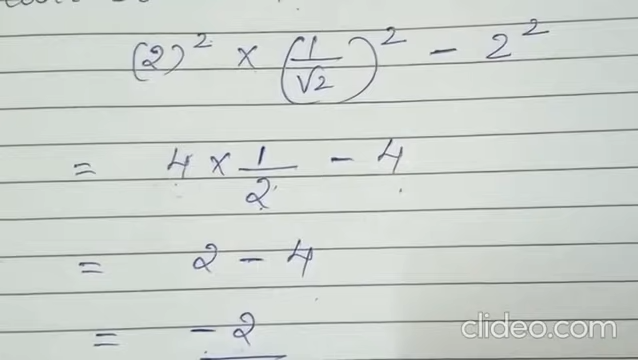 (2)² × (1/√2)² - 2²
= 4 × 1/2 - 4
= 2 - 4
= -2
clideo.com